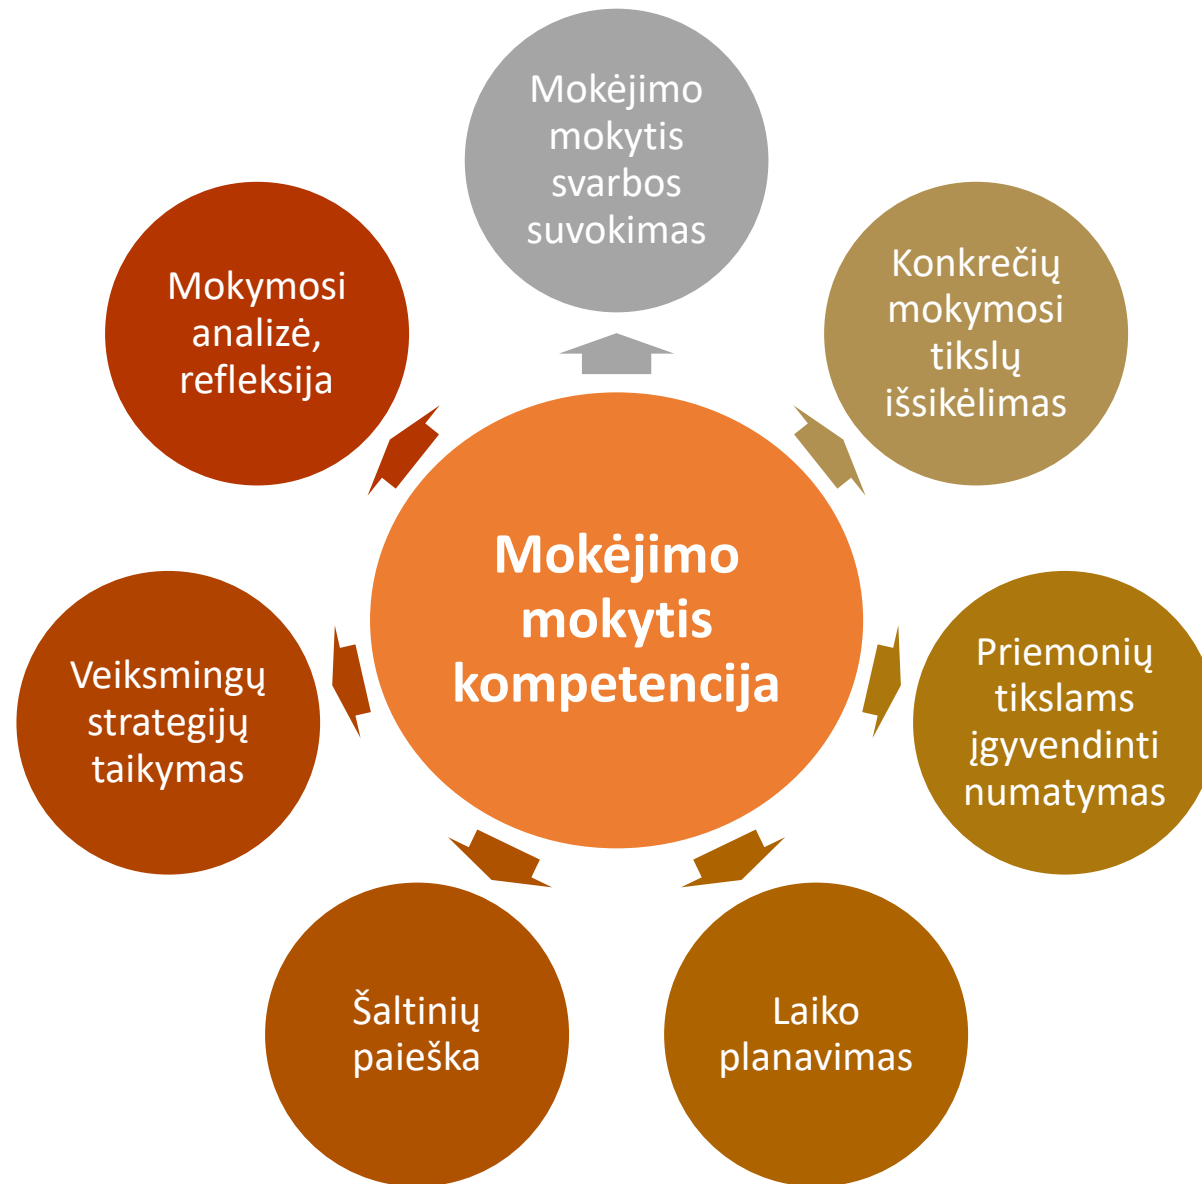 Mokėjimo
mokytis
svarbos
suvokimas
Konkrečių
mokymosi
tikslų
išsikėlimas
Priemonių
tikslams
įgyvendinti
numatymas
Laiko
planavimas
Šaltinių
paieška
Veiksmingų
strategijų
taikymas
Mokymosi
analizė,
refleksija
Mokėjimo
mokytis
kompetencija